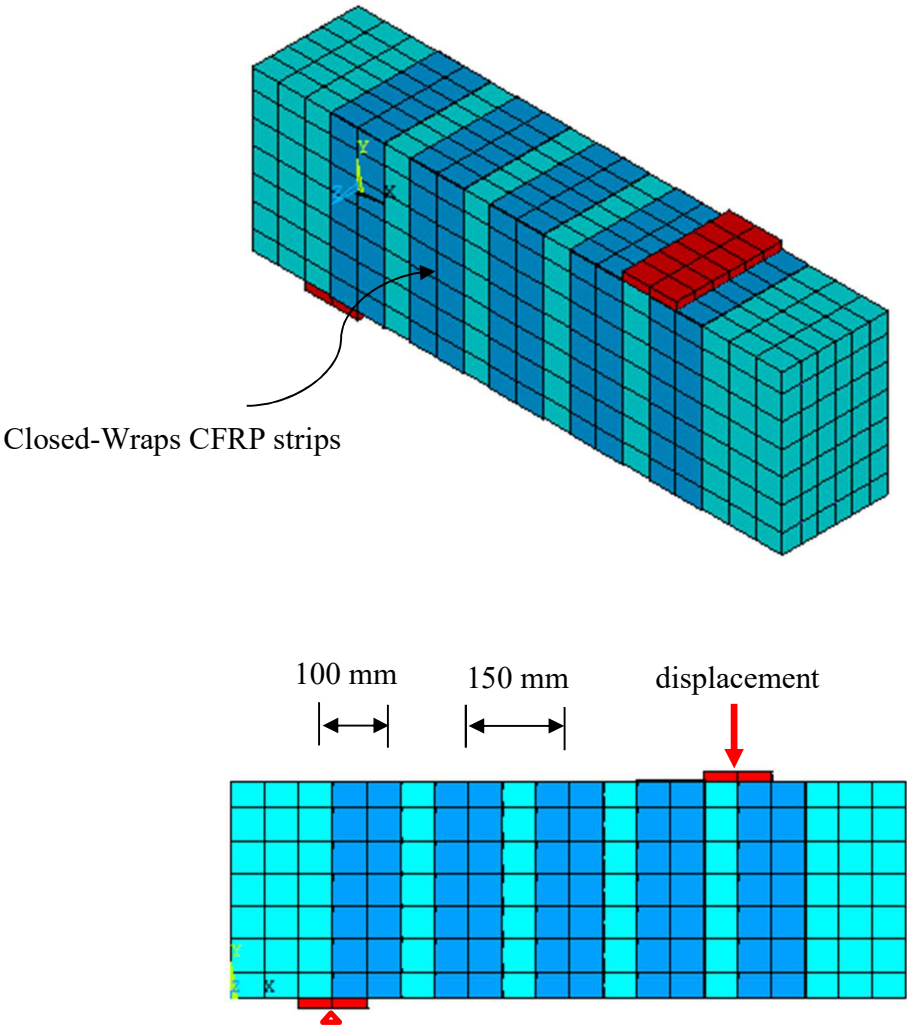 Y
Z X
Closed-Wraps CFRP strips
100 mm 150 mm displacement
Y
Z X